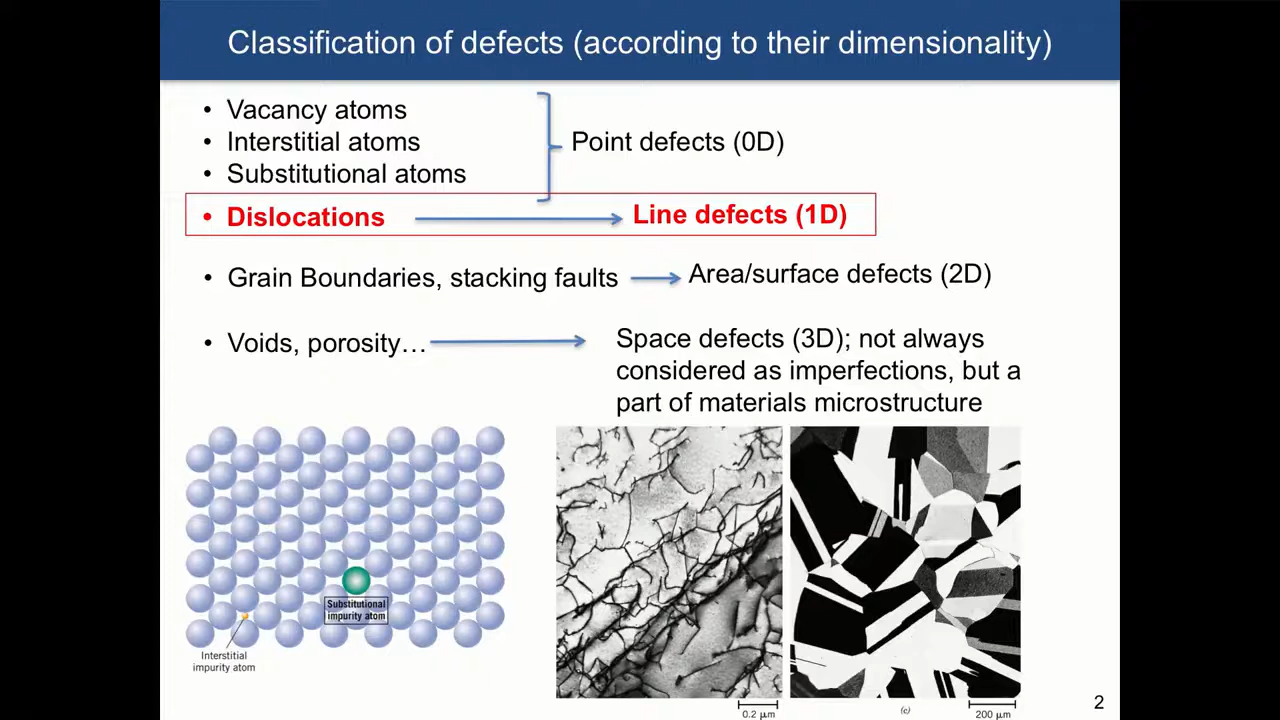 Classification of defects (according to their dimensionality)
• Vacancy atoms
• Interstitial atoms
• Substitutional atoms
Point defects (0D)
• Dislocations
Line defects (1D)
• Grain Boundaries, stacking faults
Area/surface defects (2D)
• Voids, porosity…
Space defects (3D); not always
considered as imperfections, but a
part of materials microstructure
Substitutional
impurity atom
Interstitial
impurity atom
0.2 μm
(c)
200 μm
2